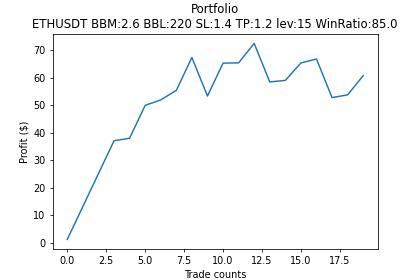 Portfolio
ETHUSDT BBM:2.6 BBL:220 SL:1.4 TP:1.2 lev:15 WinRatio:85.0
70
60
50
40
30
20
10
0
Profit ($)
0.0 2.5 5.0 7.5 10.0 12.5 15.0 17.5
Trade counts